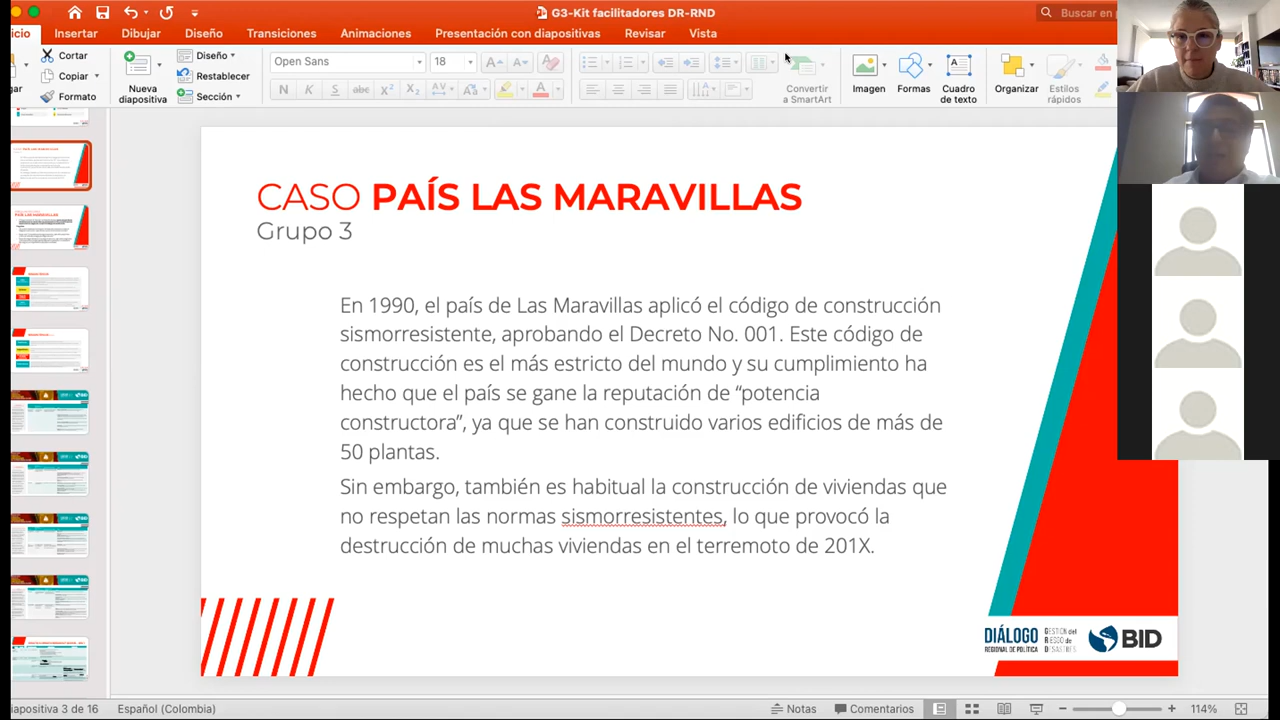 G3-Kit facilitadores DR-RND
Buscar en
Insertar
Dibujar
Diseño
Transiciones
Animaciones
Presentación con diapositivas
Revisar
Vista
Cortar
Copiar
Formato
Nueva
diapositiva
Diseño
Restablecer
Sección
Open Sans
18
N
K
S
abc
Convertir
a SmartArt
Imagen
Formas
Cuadro
de texto
Organizar
Estilos
rápidos
CASO PAÍS LAS MARAVILLAS
Grupo 3
En 1990, el país de Las Maravillas aplicó el código de construcción
sismorresistente, aprobando el Decreto No. 001. Este código de
construcción es el más estricto del mundo y su cumplimiento ha
hecho que el país se gane la reputación de “potencia
constructora”, ya que se han construido varios edificios de más de
50 plantas.
Sin embargo, también es habitual la construcción de viviendas que
no respetan las normas sismorresistentes, lo que provocó la
destrucción de muchas viviendas en el terremoto de 201X.
DIÁLOGO
REGIONAL DE POLÍTICA
GESTIÓN del
RIESGO de
DESASTRES
BID
iapositiva 3 de 16
Español (Colombia)
Notas
Comentarios
114%